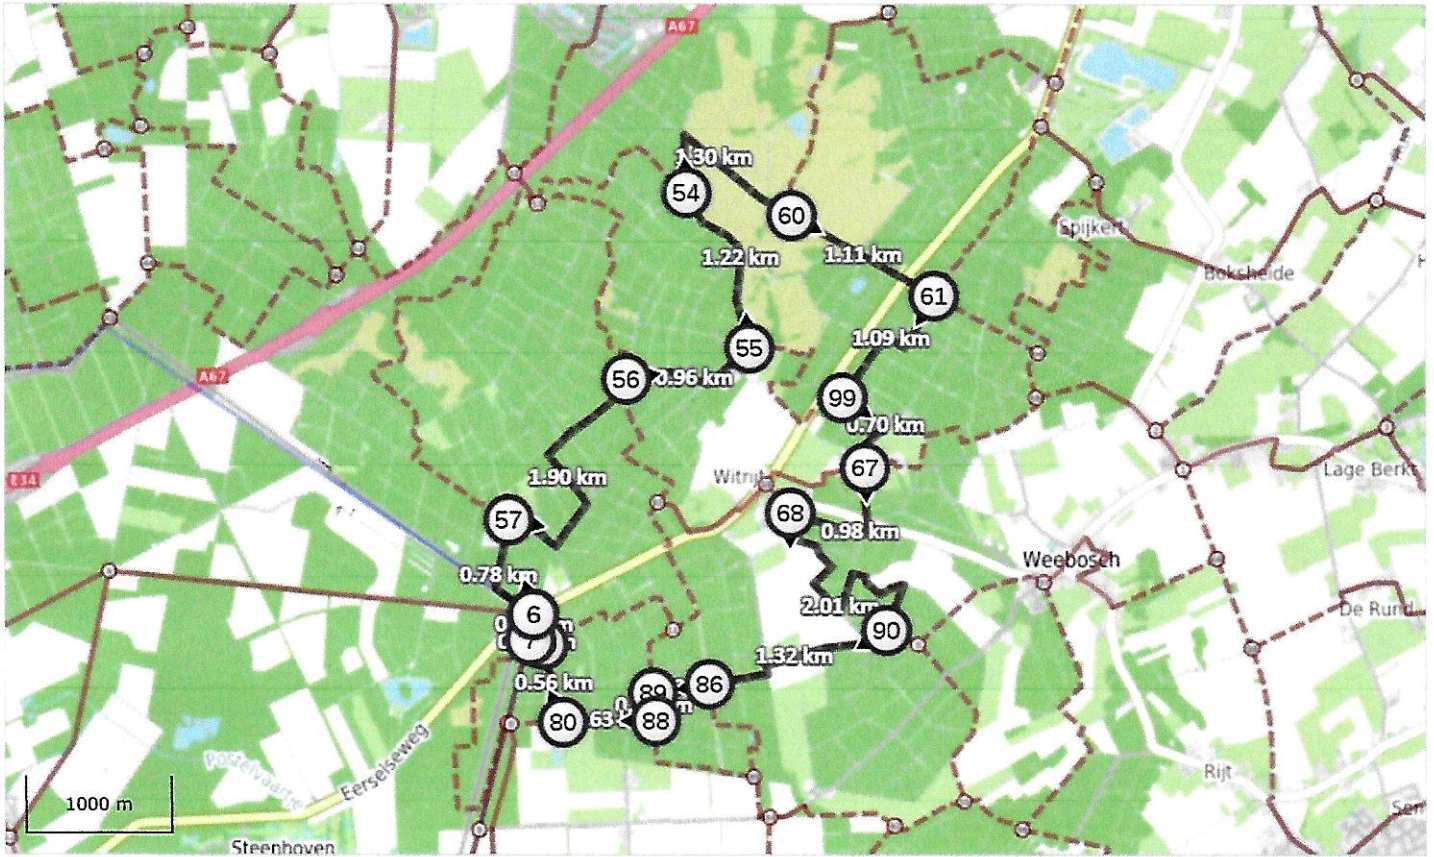 A67
1.30 km
54
60
Spijkert
1.22 km
1.11 km
Boksheide
61
1.09 km
55
A67
56
0.96 km
99
0.70 km
E34
1.90 km
Witrijt
67
Lage Berkt
57
68
0.98 km
Weebosch
0.78 km
6
2.01 km
De Rund
90
7
1.32 km
0.56 km
89
86
80
63
88
Postelvaartje
Eerselseweg
Rijt
1000 m
Steenhoven